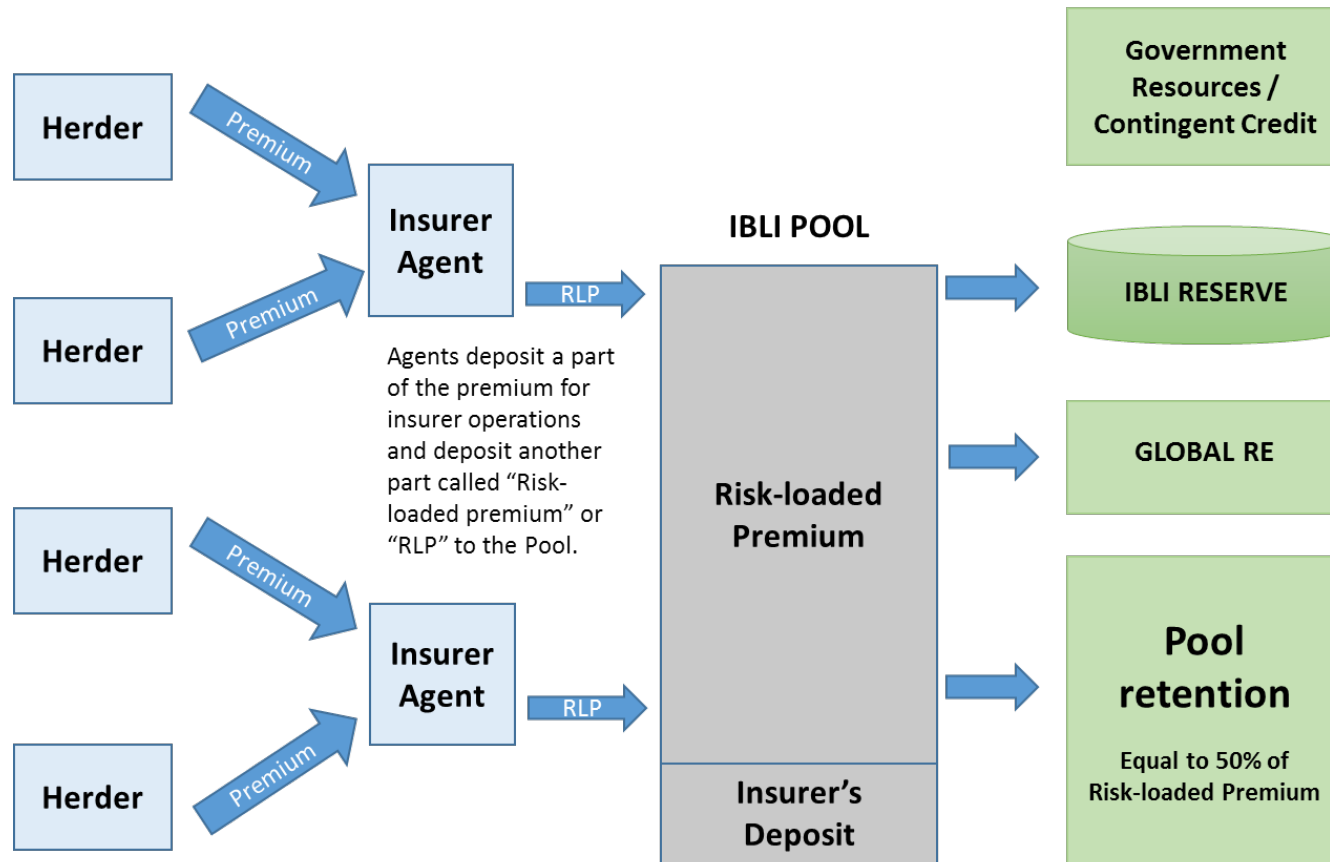 Herder
Premium
Herder
Premium
Insurer
Agent
RLP
Agents deposit a part
of the premium for
insurer operations
and deposit another
part called “Risk-
loaded premium” or
“RLP” to the Pool.
Herder
Premium
Herder
Premium
Insurer
Agent
RLP
IBLI POOL
Risk-loaded
Premium
Insurer’s
Deposit
Government
Resources /
Contingent Credit
IBLI RESERVE
GLOBAL RE
Pool
retention
Equal to 50% of
Risk-loaded Premium